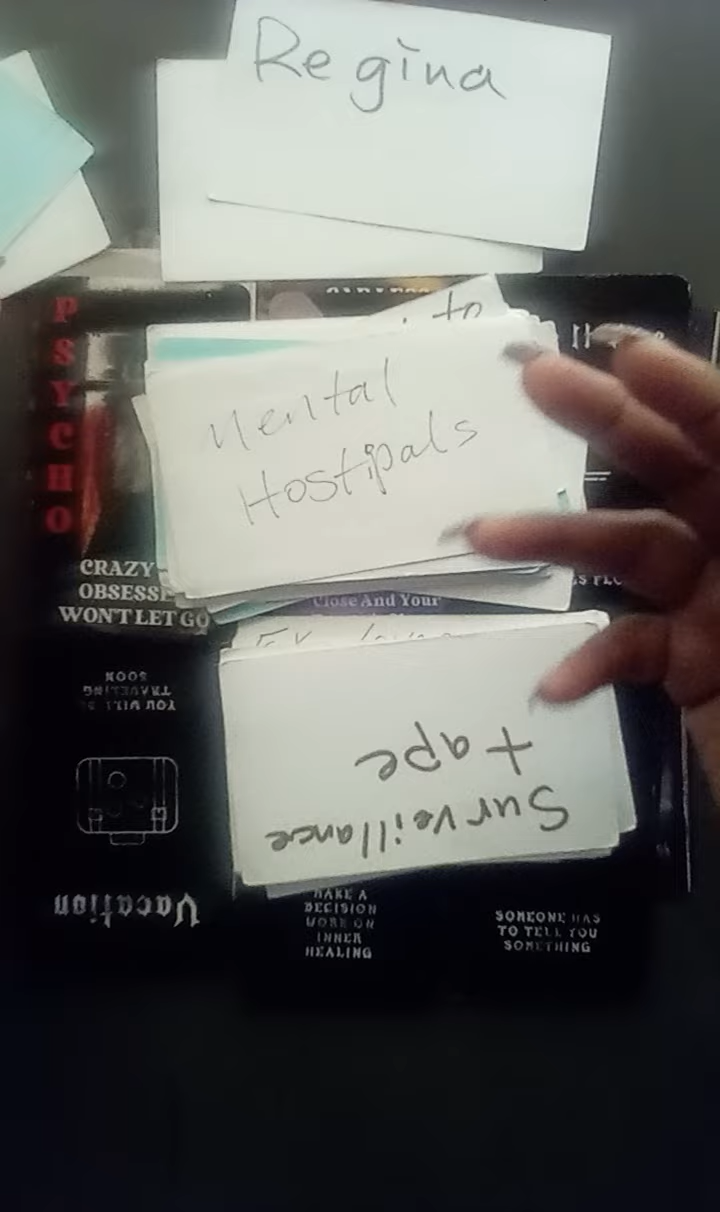 Regina
to
Mental
Hostipals
PSYCHO
CRAZY
WON'T LET GO
Close And Your
YOU WILL BE
TRAVELING
SOON
Vacation
Surveillance
tape
MAKE A
DECISION
WORK ON
INNER
HEALING
SOMEONE HAS
TO TELL YOU
SOMETHING